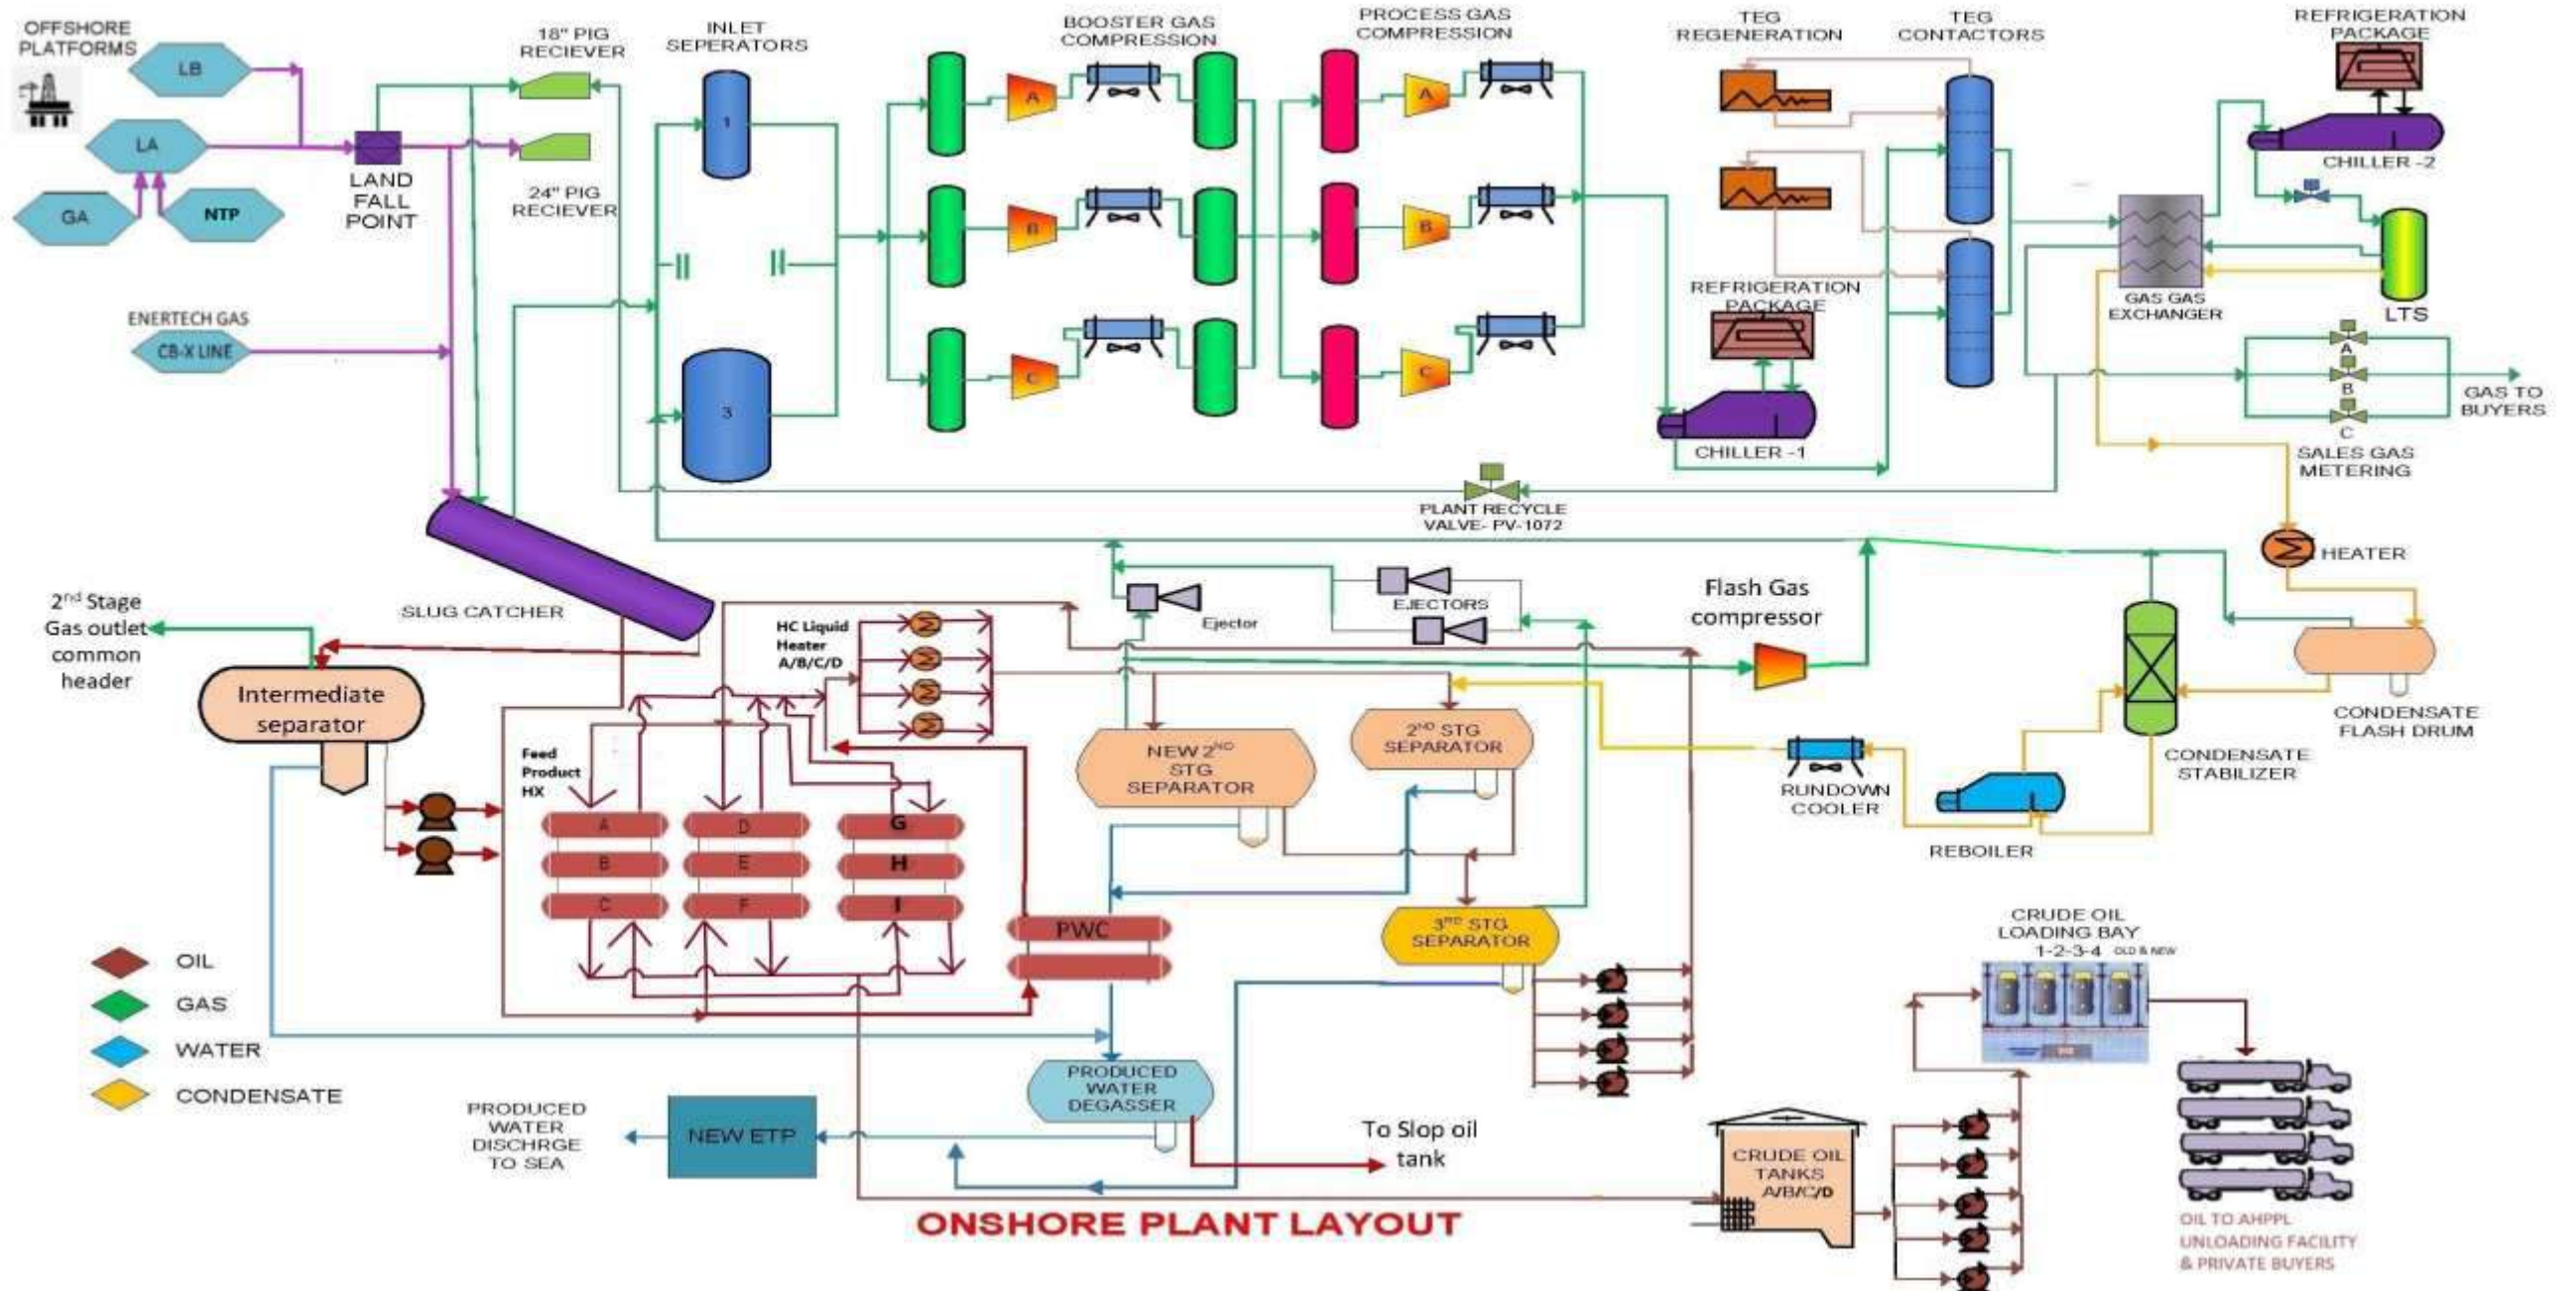 OFFSHORE
PLATFORMS
LB
LA
GA
NTP
LAND
FALL
POINT
18" PIG
RECIEVER
24" PIG
RECIEVER
ENERTECH GAS
CB-X LINE
INLET
SEPERATORS
1
3
BOOSTER GAS
COMPRESSION
A
B
C
PROCESS GAS
COMPRESSION
A
B
C
TEG
REGENERATION
TEG
CONTACTORS
REFRIGERATION
PACKAGE
CHILLER -2
REFRIGERATION
PACKAGE
CHILLER -1
GAS GAS
EXCHANGER
LTS
A
B
C
GAS TO
BUYERS
SALES GAS
METERING
PLANT RECYCLE
VALVE- PV-1072
HEATER
SLUG CATCHER
2nd Stage
Gas outlet
common
header
Intermediate
separator
HC Liquid
Heater
A/B/C/D
Ejector
EJECTORS
Flash Gas
compressor
Feed
Product
HX
A
B
C
D
E
F
G
H
I
NEW 2ND
STG
SEPARATOR
2ND STG
SEPARATOR
3RD STG
SEPARATOR
PWC
RUNDOWN
COOLER
REBOILER
CONDENSATE
STABILIZER
CONDENSATE
FLASH DRUM
OIL
GAS
WATER
CONDENSATE
PRODUCED
WATER
DISCHRGE
TO SEA
NEW ETP
PRODUCED
WATER
DEGASSER
To Slop oil
tank
CRUDE OIL
TANKS
A/B/C/D
CRUDE OIL
LOADING BAY
1-2-3-4 OLD & NEW
OIL TO AHPPL
UNLOADING FACILITY
& PRIVATE BUYERS
ONSHORE PLANT LAYOUT